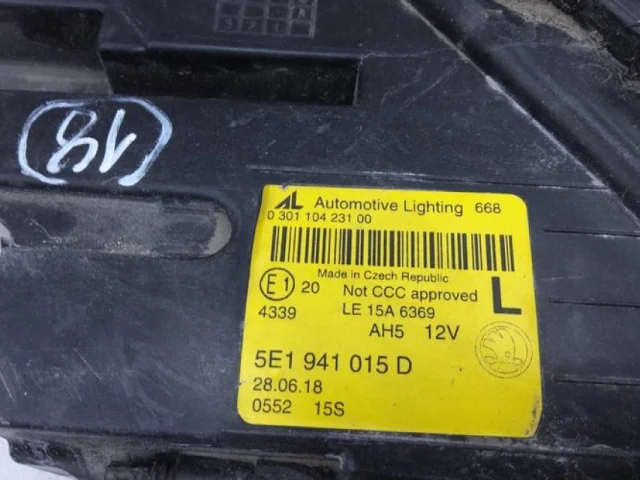 18
AL Automotive Lighting 668
0 301 104 231 00
Made in Czech Republic
E1 20 Not CCC approved L
4339 LE 15A 6369
AH5 12V
5E1 941 015 D
28.06.18
0552 15S